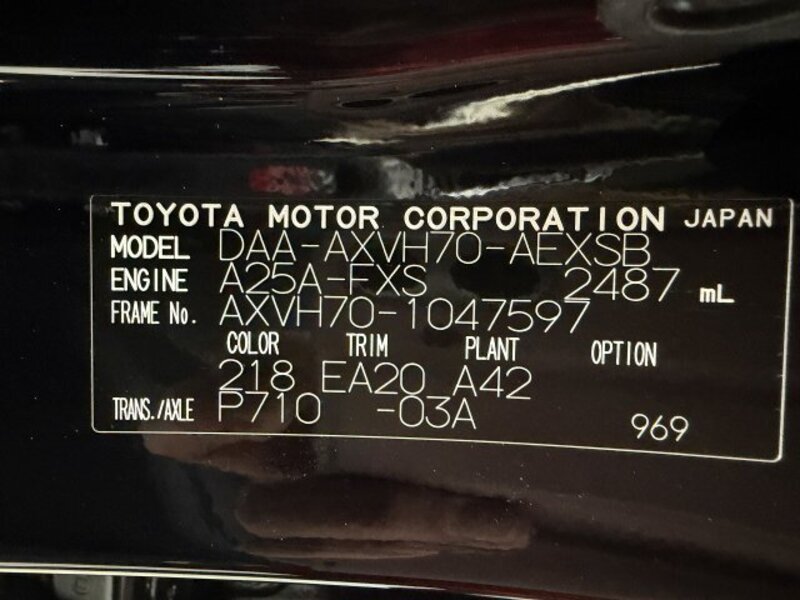 TOYOTA MOTOR CORPORATION JAPAN
MODEL DAA-AXVH70-AEXSB
ENGINE A25A-FXS 2487 mL
FRAME No. AXVH70-1047597
COLOR TRIM PLANT OPTION
218 EA20 A42
TRANS./AXLE P710 -03A 969